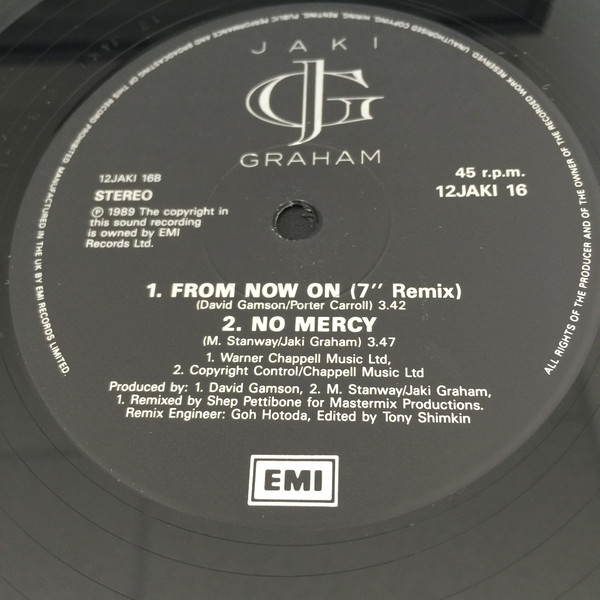 JAKI
JG
GRAHAM
12JAKI 16B
STEREO
Ⓟ 1989 The copyright in
this sound recording
is owned by EMI
Records Ltd.
45 r.p.m.
12JAKI 16
1. FROM NOW ON (7" Remix)
(David Gamson/Porter Carroll) 3.42
2. NO MERCY
(M. Stanway/Jaki Graham) 3.47
1. Warner Chappell Music Ltd,
2. Copyright Control/Chappell Music Ltd
Produced by: 1. David Gamson, 2. M. Stanway/Jaki Graham,
1. Remixed by Shep Pettibone for Mastermix Productions.
Remix Engineer: Goh Hotoda, Edited by Tony Shimkin
EMI
ALL RIGHTS OF THE PRODUCER AND OF THE OWNER OF THE RECORDED WORK RESERVED. UNAUTHORISED COPYING, HIRING, RENTING, PUBLIC PERFORMANCE AND BROADCASTING OF THIS RECORD PROHIBITED. MANUFACTURED IN THE UK BY EMI RECORDS LIMITED.